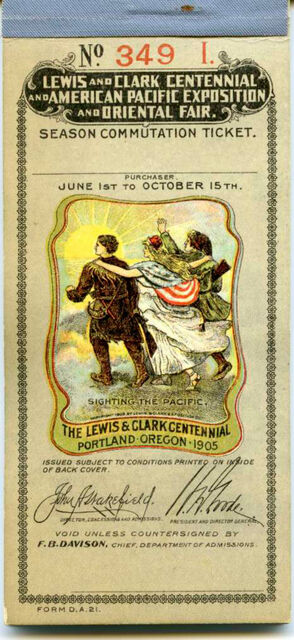 No 349 I.
LEWIS AND CLARK CENTENNIAL
AND AMERICAN PACIFIC EXPOSITION
AND ORIENTAL FAIR.
SEASON COMMUTATION TICKET.
PURCHASER.
JUNE 1ST TO OCTOBER 15TH.
SIGHTING THE PACIFIC.
THE LEWIS & CLARK CENTENNIAL
PORTLAND · OREGON · 1905
ISSUED SUBJECT TO CONDITIONS PRINTED ON INSIDE
OF BACK COVER.
John A Wakefield.
DIRECTOR, CONCESSIONS AND ADMISSIONS.
PRESIDENT AND DIRECTOR GENERAL
VOID UNLESS COUNTERSIGNED BY
F. B. DAVISON, CHIEF, DEPARTMENT OF ADMISSIONS.
FORM D. A. 21.